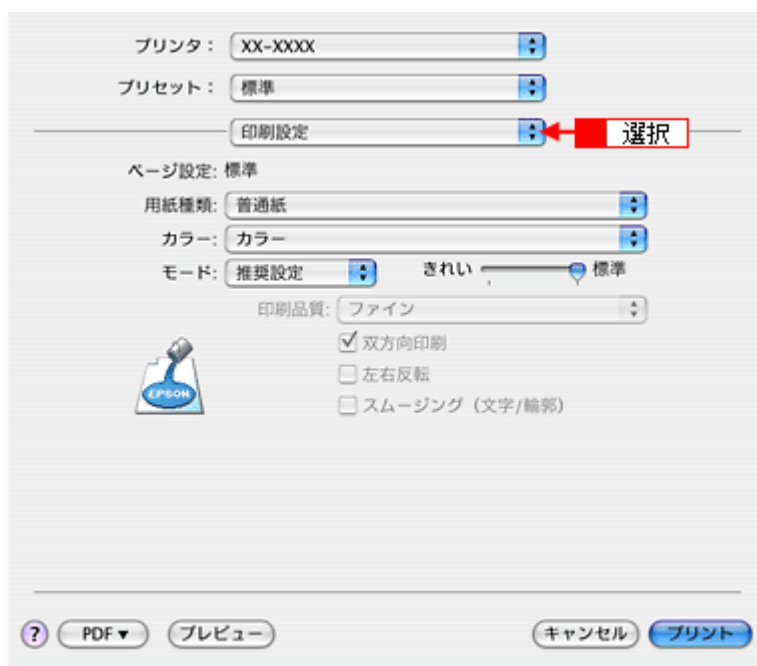 プリンタ： XX-XXXX
プリセット： 標準
印刷設定 選択
ページ設定: 標準
用紙種類: 普通紙
カラー: カラー
モード: 推奨設定 きれい 標準
印刷品質: ファイン
双方向印刷
左右反転
スムージング（文字/輪郭）
EPSON
? PDF▼ プレビュー キャンセル プリント